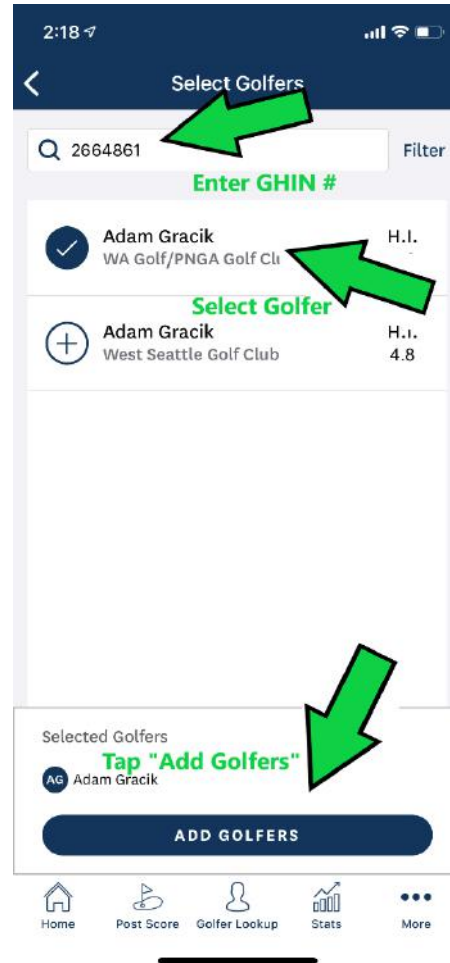 2:18
Select Golfers
2664861
Filter
Enter GHIN #
Adam Gracik
H.I.
WA Golf/PNGA Golf
Select Golfer
Adam Gracik
H.I.
West Seattle Golf Club
4.8
Selected Golfers
Tap "Add Golfers"
AG Adam Gracik
ADD GOLFERS
Home Post Score Golfer Lookup Stats More